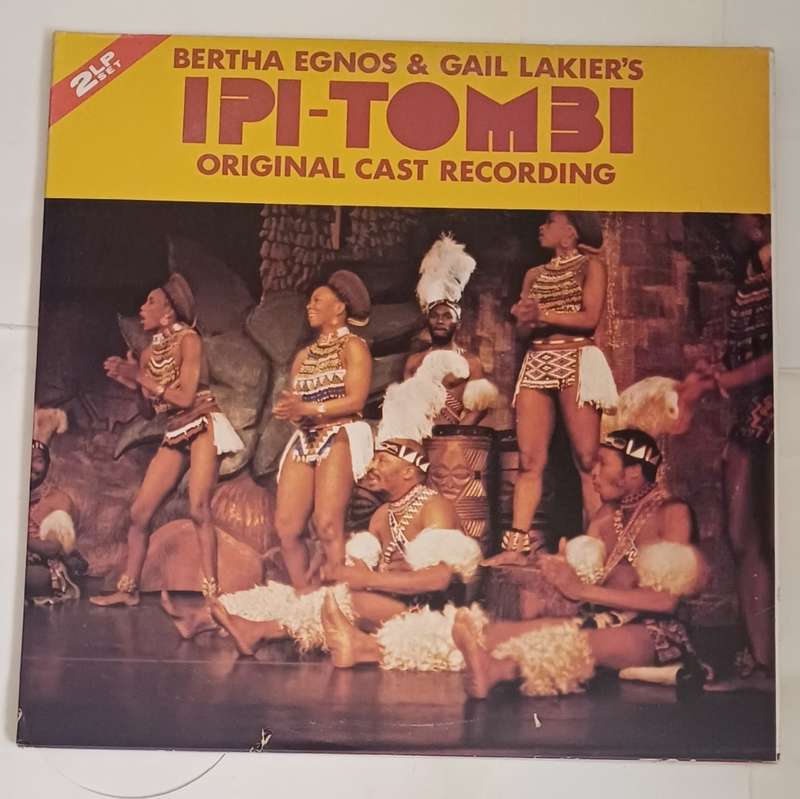 2LP
SET
BERTHA EGNOS & GAIL LAKIER'S
IPI-TOMBI
ORIGINAL CAST RECORDING